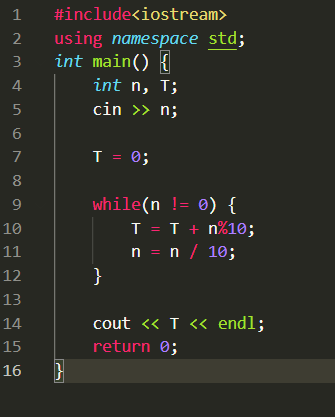 1 #include<iostream>
2 using namespace std;
3 int main() {
4 int n, T;
5 cin >> n;
6
7 T = 0;
8
9 while(n != 0) {
10 T = T + n%10;
11 n = n / 10;
12 }
13
14 cout << T << endl;
15 return 0;
16 }